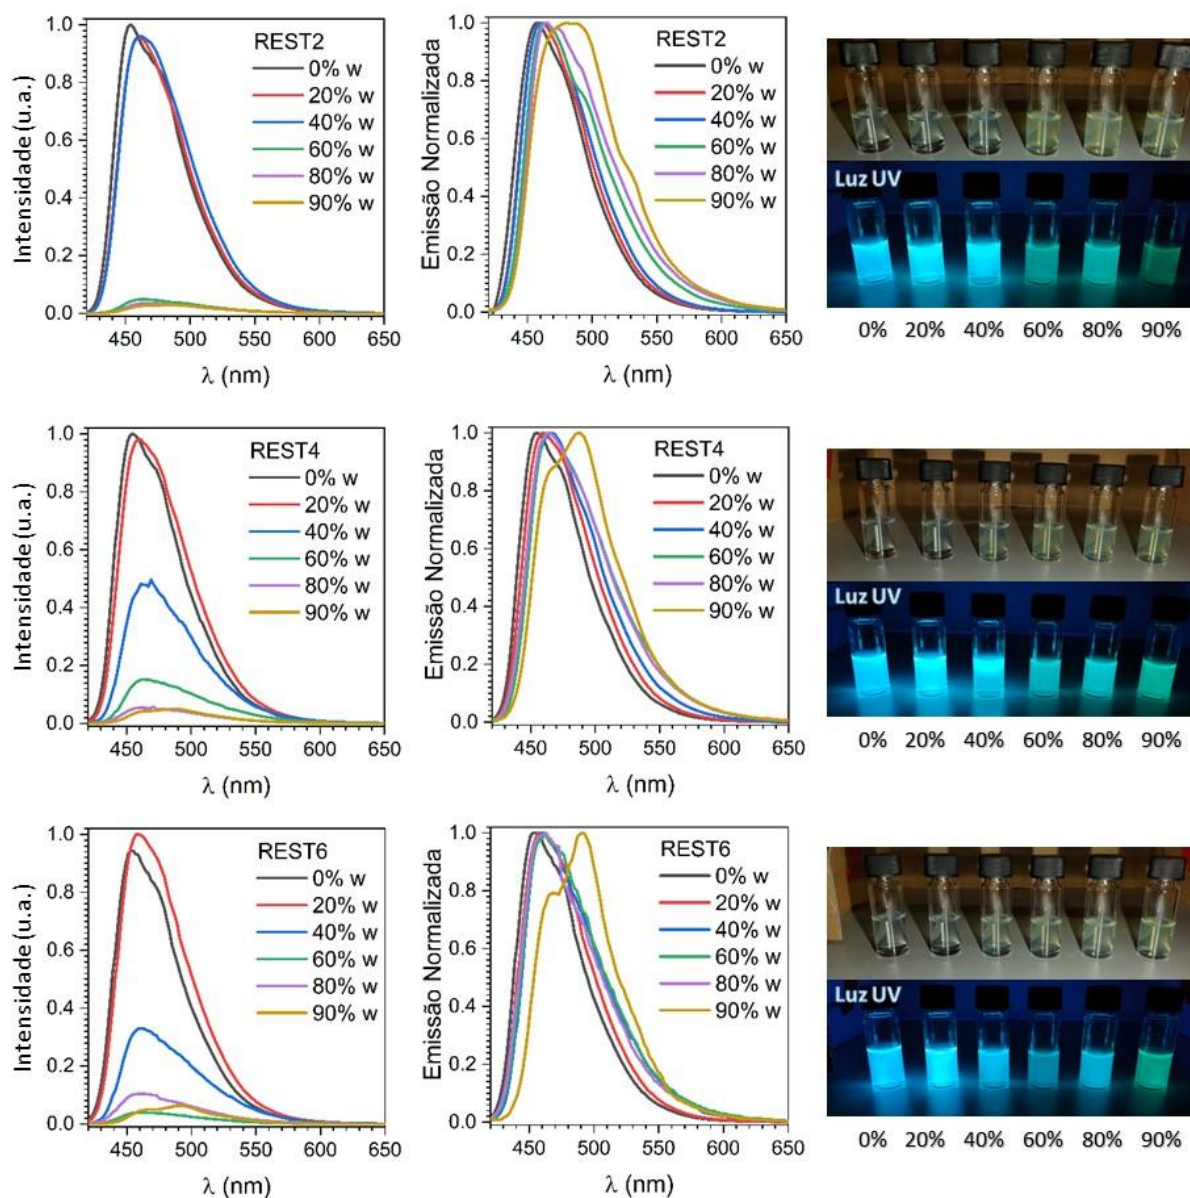 Intensidade (u.a.)
1.0
0.8
0.6
0.4
0.2
0.0
REST2
0% w
20% w
40% w
60% w
80% w
90% w
450 500 550 600 650
λ (nm)
Emissão Normalizada
1.0
0.8
0.6
0.4
0.2
0.0
REST2
0% w
20% w
40% w
60% w
80% w
90% w
450 500 550 600 650
λ (nm)
Luz UV
0% 20% 40% 60% 80% 90%
Intensidade (u.a.)
1.0
0.8
0.6
0.4
0.2
0.0
REST4
0% w
20% w
40% w
60% w
80% w
90% w
450 500 550 600 650
λ (nm)
Emissão Normalizada
1.0
0.8
0.6
0.4
0.2
0.0
REST4
0% w
20% w
40% w
60% w
80% w
90% w
450 500 550 600 650
λ (nm)
Luz UV
0% 20% 40% 60% 80% 90%
Intensidade (u.a.)
1.0
0.8
0.6
0.4
0.2
0.0
REST6
0% w
20% w
40% w
60% w
80% w
90% w
450 500 550 600 650
λ (nm)
Emissão Normalizada
1.0
0.8
0.6
0.4
0.2
0.0
REST6
0% w
20% w
40% w
60% w
80% w
90% w
450 500 550 600 650
λ (nm)
Luz UV
0% 20% 40% 60% 80% 90%